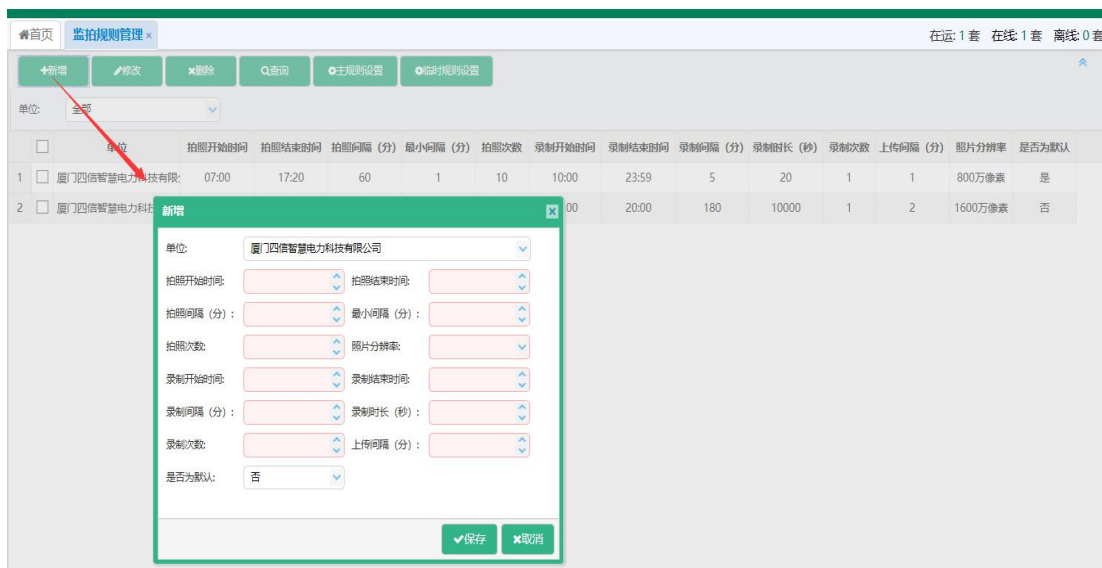 首页 监拍规则管理 × 在运:1套 在线:1套 离线:0套
新增 修改 删除 查询 主规则设置 临时规则设置
单位: 全部
单位 拍照开始时间 拍照结束时间 拍照间隔(分) 最小间隔(分) 拍照次数 录制开始时间 录制结束时间 录制间隔(分) 录制时长(秒) 录制次数 上传间隔(分) 照片分辨率 是否为默认
1 厦门四信智慧电力科技有限 07:00 17:20 60 1 10 10:00 23:59 5 20 1 1 800万像素 是
2 厦门四信智慧电力科技 00 20:00 180 10000 1 2 1600万像素 否
新增
单位: 厦门四信智慧电力科技有限公司
拍照开始时间: 拍照结束时间:
拍照间隔(分): 最小间隔(分):
拍照次数: 照片分辨率:
录制开始时间: 录制结束时间:
录制间隔(分): 录制时长(秒):
录制次数: 上传间隔(分):
是否为默认: 否
保存 取消